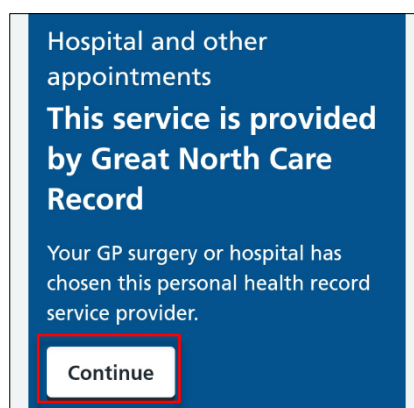 Hospital and other
appointments
This service is provided
by Great North Care
Record
Your GP surgery or hospital has
chosen this personal health record
service provider.
Continue